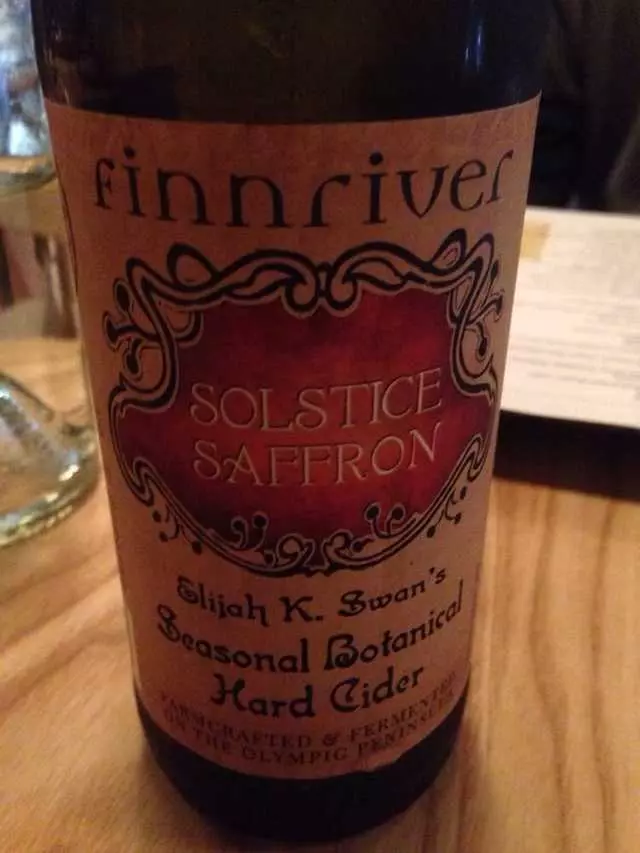 finnriver
SOLSTICE
SAFFRON
Elijah K. Swan's
Seasonal Botanical
Hard Cider
FARMCRAFTED & FERMENTED
ON THE OLYMPIC PENINSULA